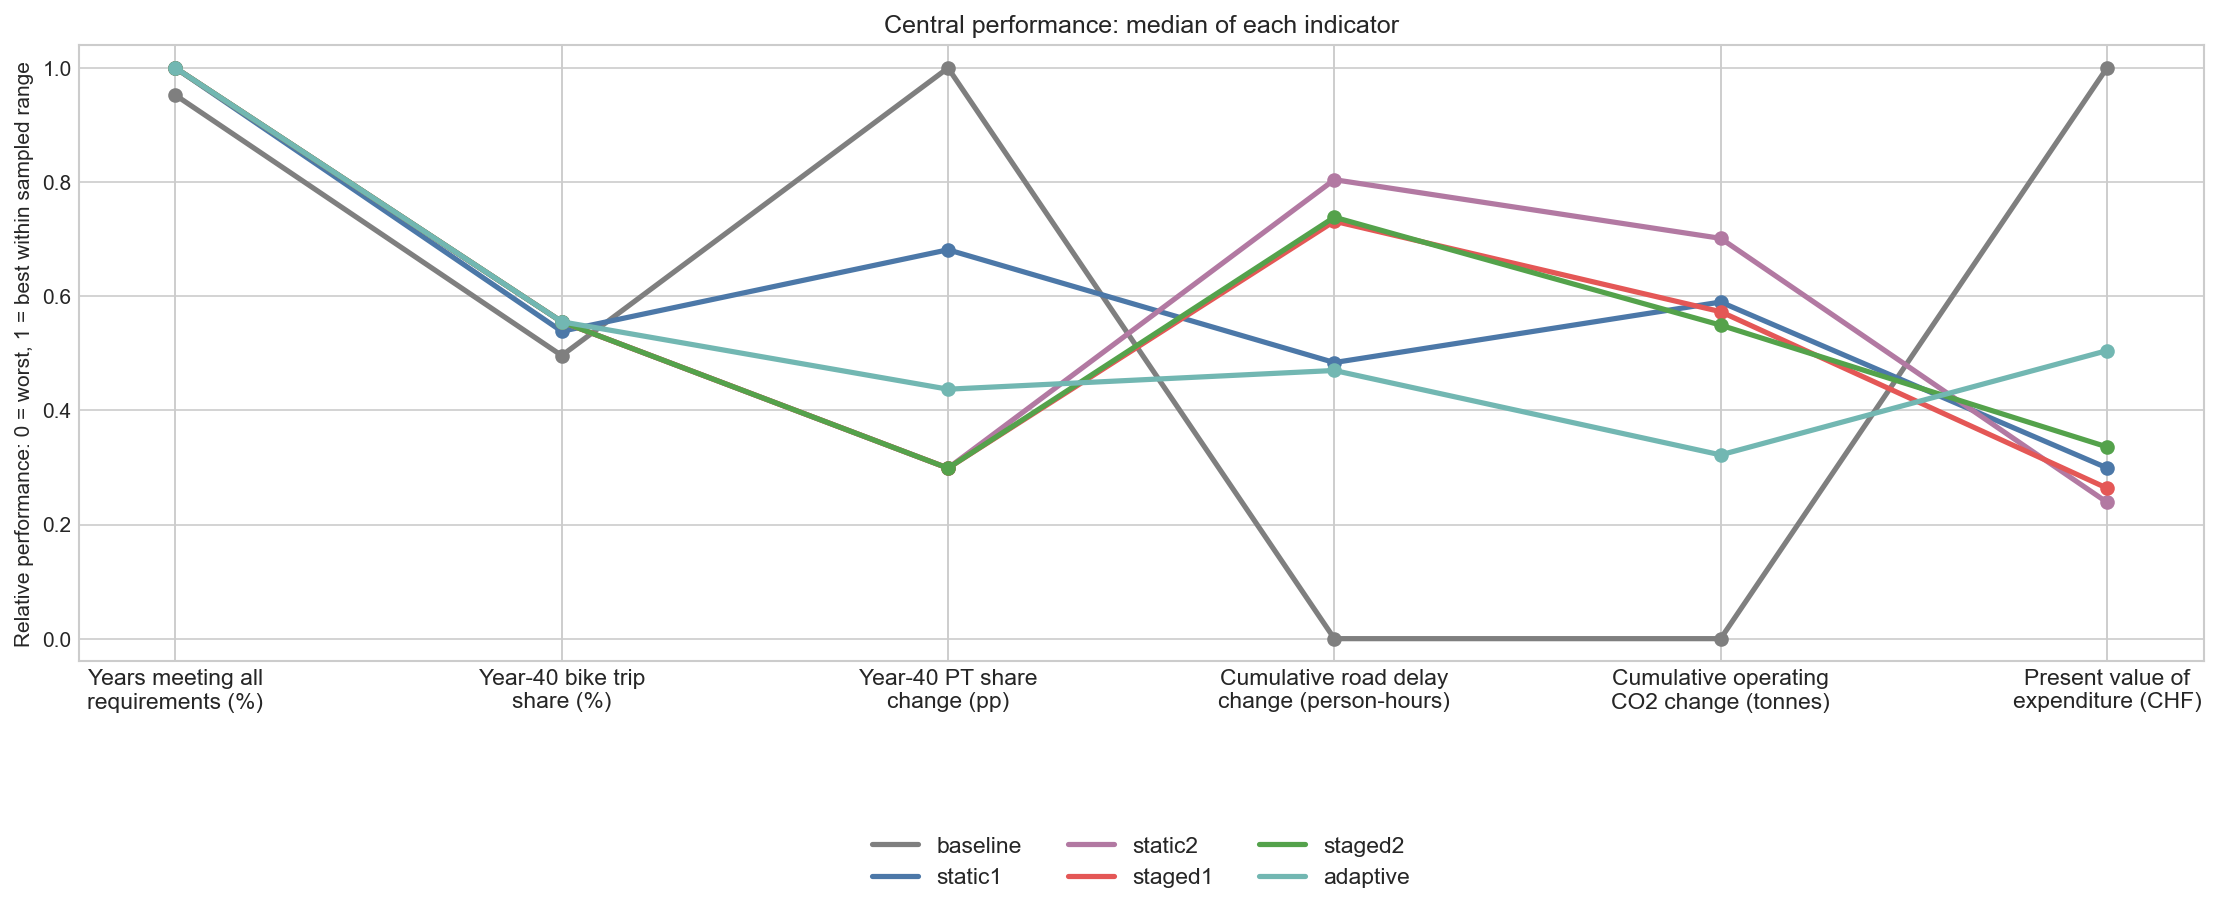 Central performance: median of each indicator
Relative performance: 0 = worst, 1 = best within sampled range
1.0
0.8
0.6
0.4
0.2
0.0
Years meeting all
requirements (%)
Year-40 bike trip
share (%)
Year-40 PT share
change (pp)
Cumulative road delay
change (person-hours)
Cumulative operating
CO2 change (tonnes)
Present value of
expenditure (CHF)
baseline
static1
static2
staged1
staged2
adaptive